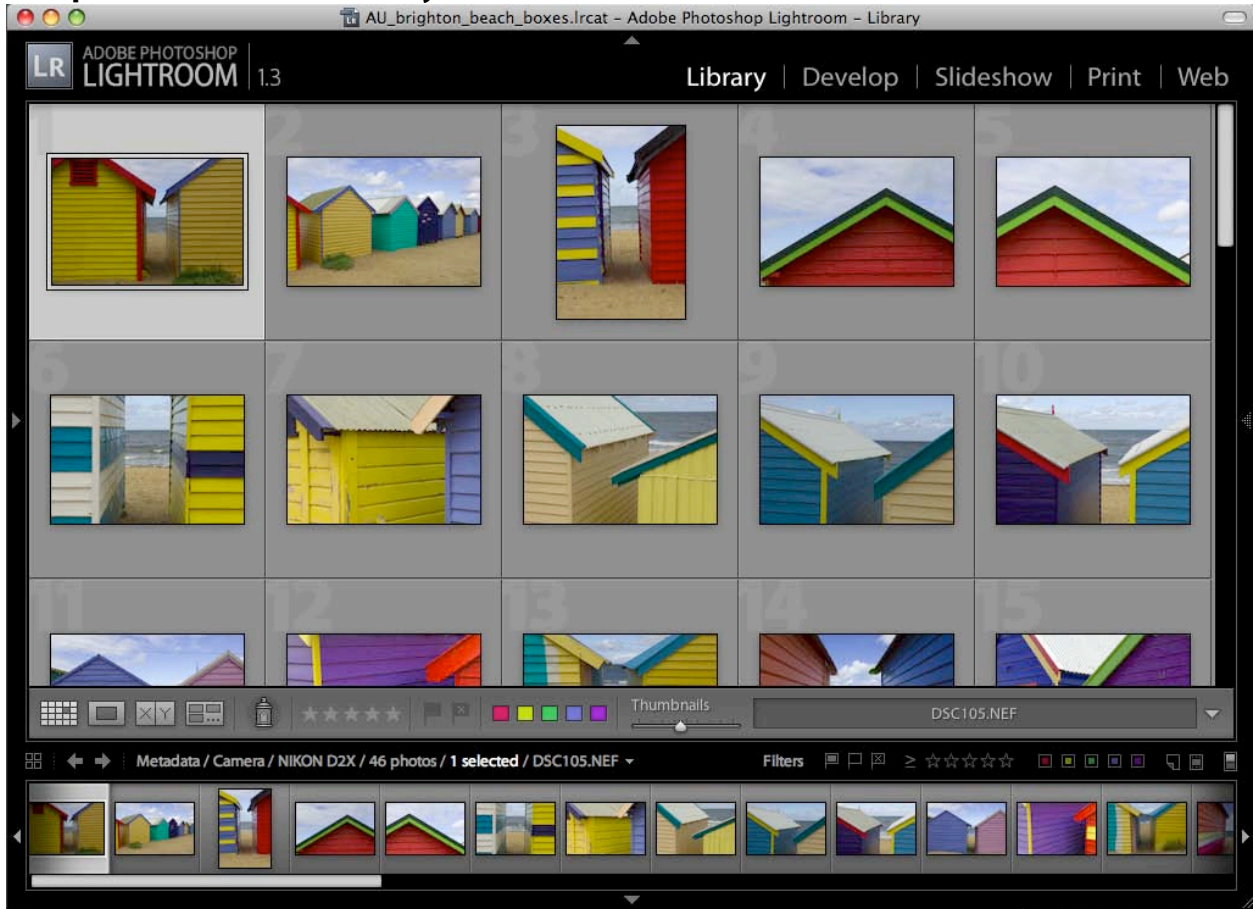 AU_brighton_beach_boxes.lrcat – Adobe Photoshop Lightroom – Library
LR
ADOBE PHOTOSHOP
LIGHTROOM
1.3
Library | Develop | Slideshow | Print | Web
1 2 3 4 5
6 7 8 9 10
11 12 13 14 15
X Y
Thumbnails
DSC105.NEF
Metadata / Camera / NIKON D2X / 46 photos / 1 selected / DSC105.NEF
Filters
≥